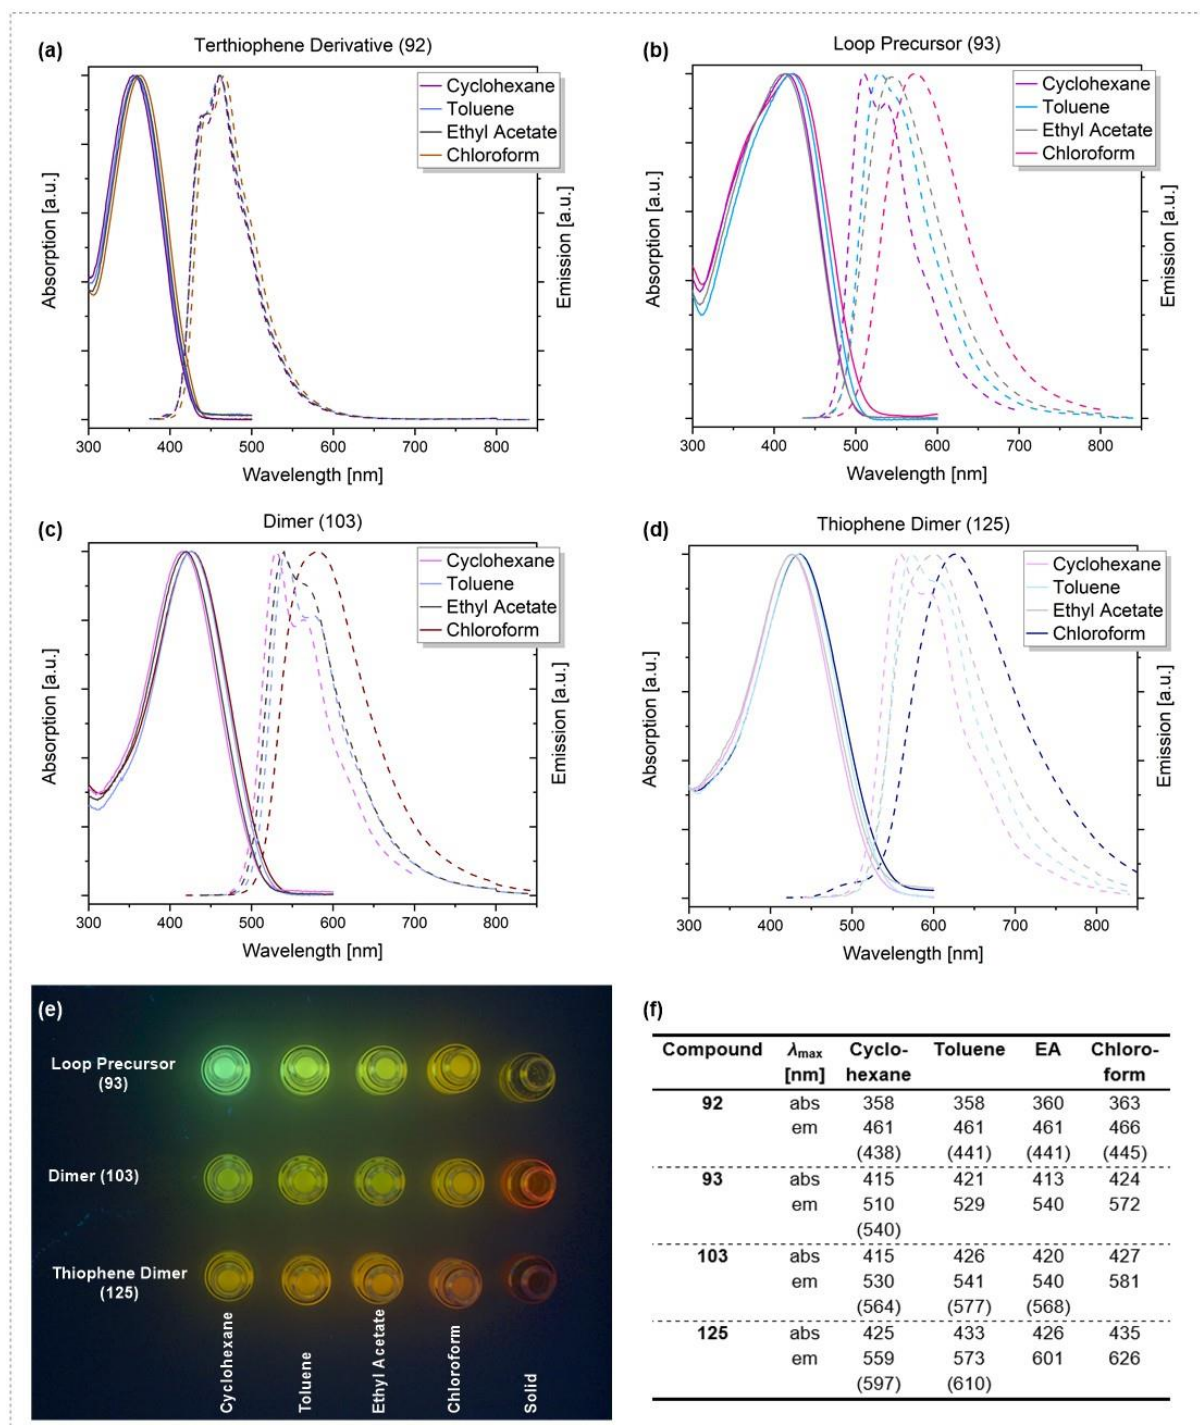 (a)
Terthiophene Derivative (92)
Cyclohexane
Toluene
Ethyl Acetate
Chloroform
Absorption [a.u.]
Emission [a.u.]
300 400 500 600 700 800
Wavelength [nm]
(b)
Loop Precursor (93)
Cyclohexane
Toluene
Ethyl Acetate
Chloroform
Absorption [a.u.]
Emission [a.u.]
300 400 500 600 700 800
Wavelength [nm]
(c)
Dimer (103)
Cyclohexane
Toluene
Ethyl Acetate
Chloroform
Absorption [a.u.]
Emission [a.u.]
300 400 500 600 700 800
Wavelength [nm]
(d)
Thiophene Dimer (125)
Cyclohexane
Toluene
Ethyl Acetate
Chloroform
Absorption [a.u.]
Emission [a.u.]
300 400 500 600 700 800
Wavelength [nm]
(e)
Loop Precursor
(93)
Dimer (103)
Thiophene Dimer
(125)
Cyclohexane
Toluene
Ethyl Acetate
Chloroform
Solid
(f)
Compound λmax Cyclo- Toluene EA Chloro-
[nm] hexane form
92 abs 358 358 360 363
em 461 461 461 466
(438) (441) (441) (445)
93 abs 415 421 413 424
em 510 529 540 572
(540)
103 abs 415 426 420 427
em 530 541 540 581
(564) (577) (568)
125 abs 425 433 426 435
em 559 573 601 626
(597) (610)